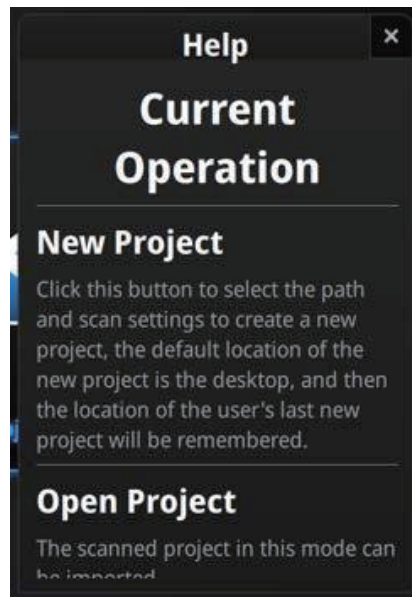 Help
×
Current
Operation
New Project
Click this button to select the path
and scan settings to create a new
project, the default location of the
new project is the desktop, and then
the location of the user's last new
project will be remembered.
Open Project
The scanned project in this mode can
be imported